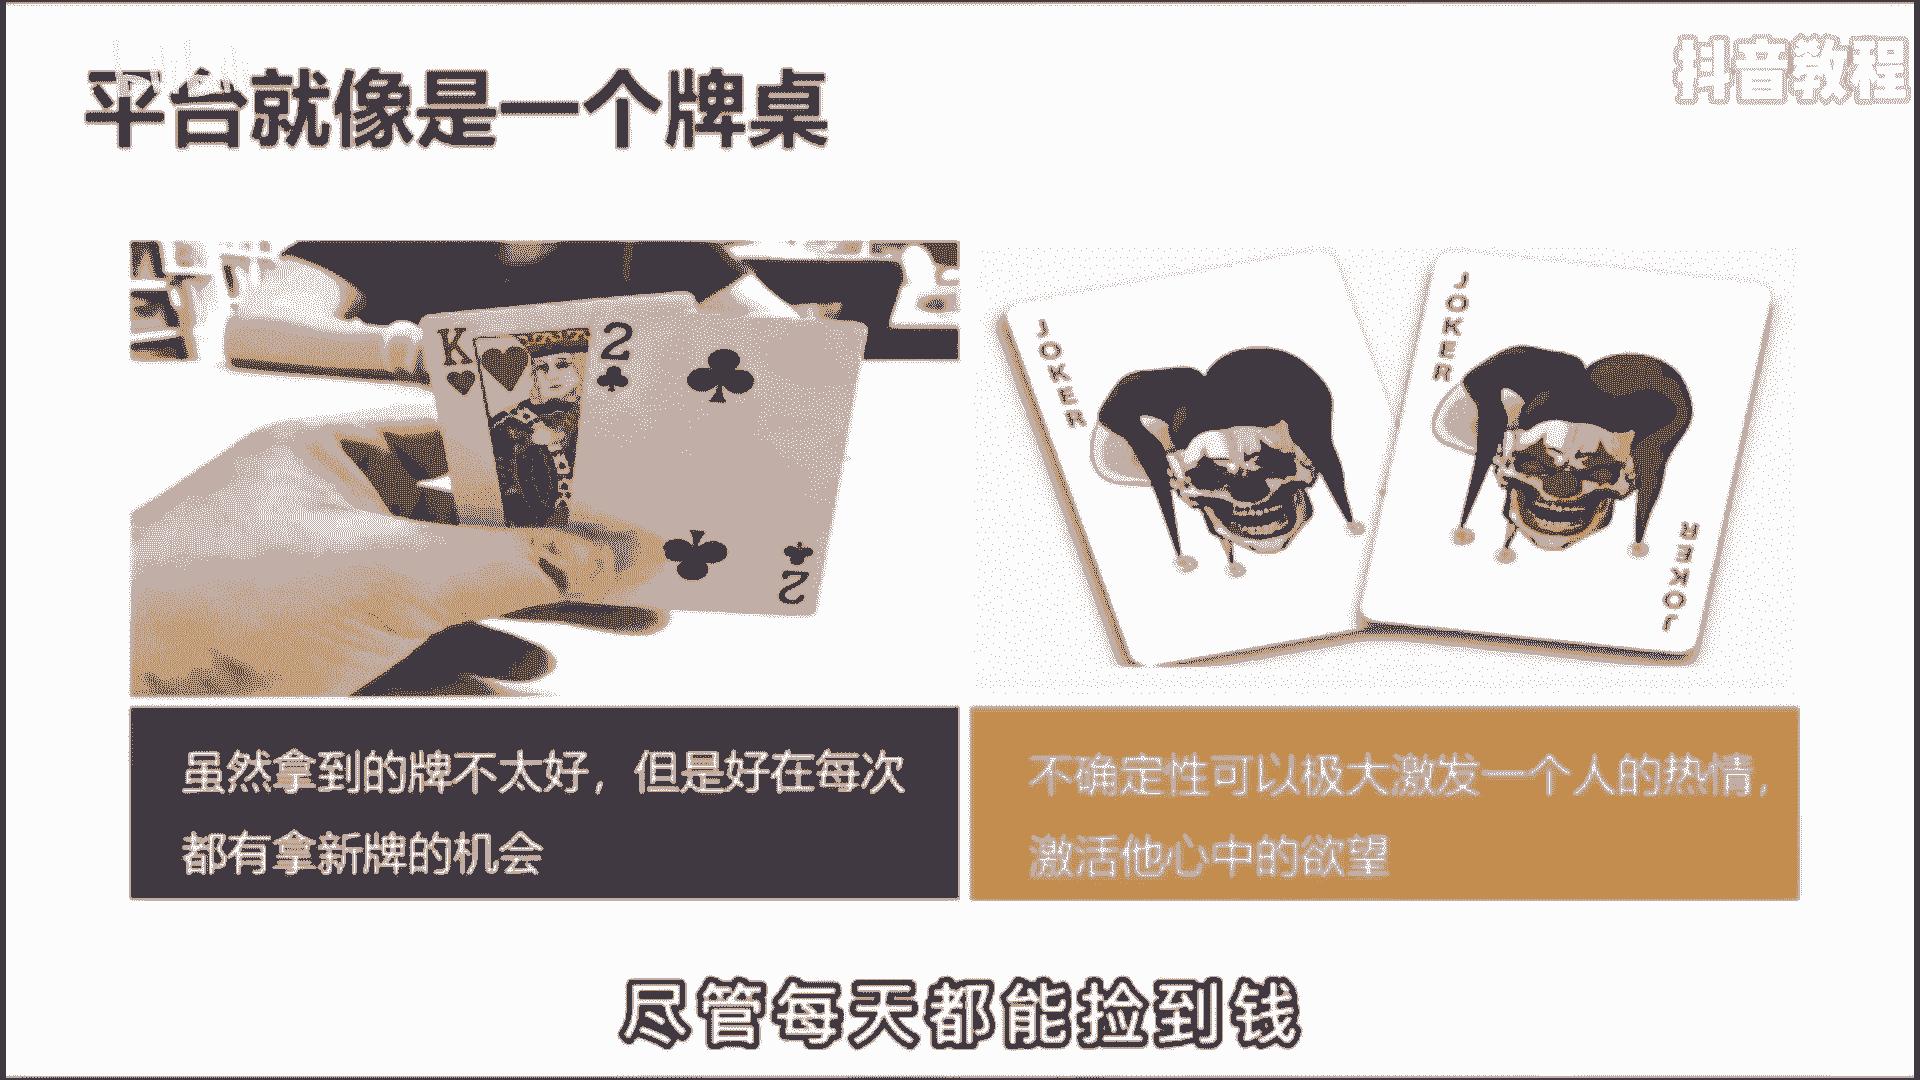 平台就像是一个牌桌
抖音教程
K
2
2
JOKER
JOKER
JOKER
虽然拿到的牌不太好，但是好在每次
都有拿新牌的机会
不确定性可以极大激发一个人的热情，
激活他心中的欲望
尽管每天都能捡到钱